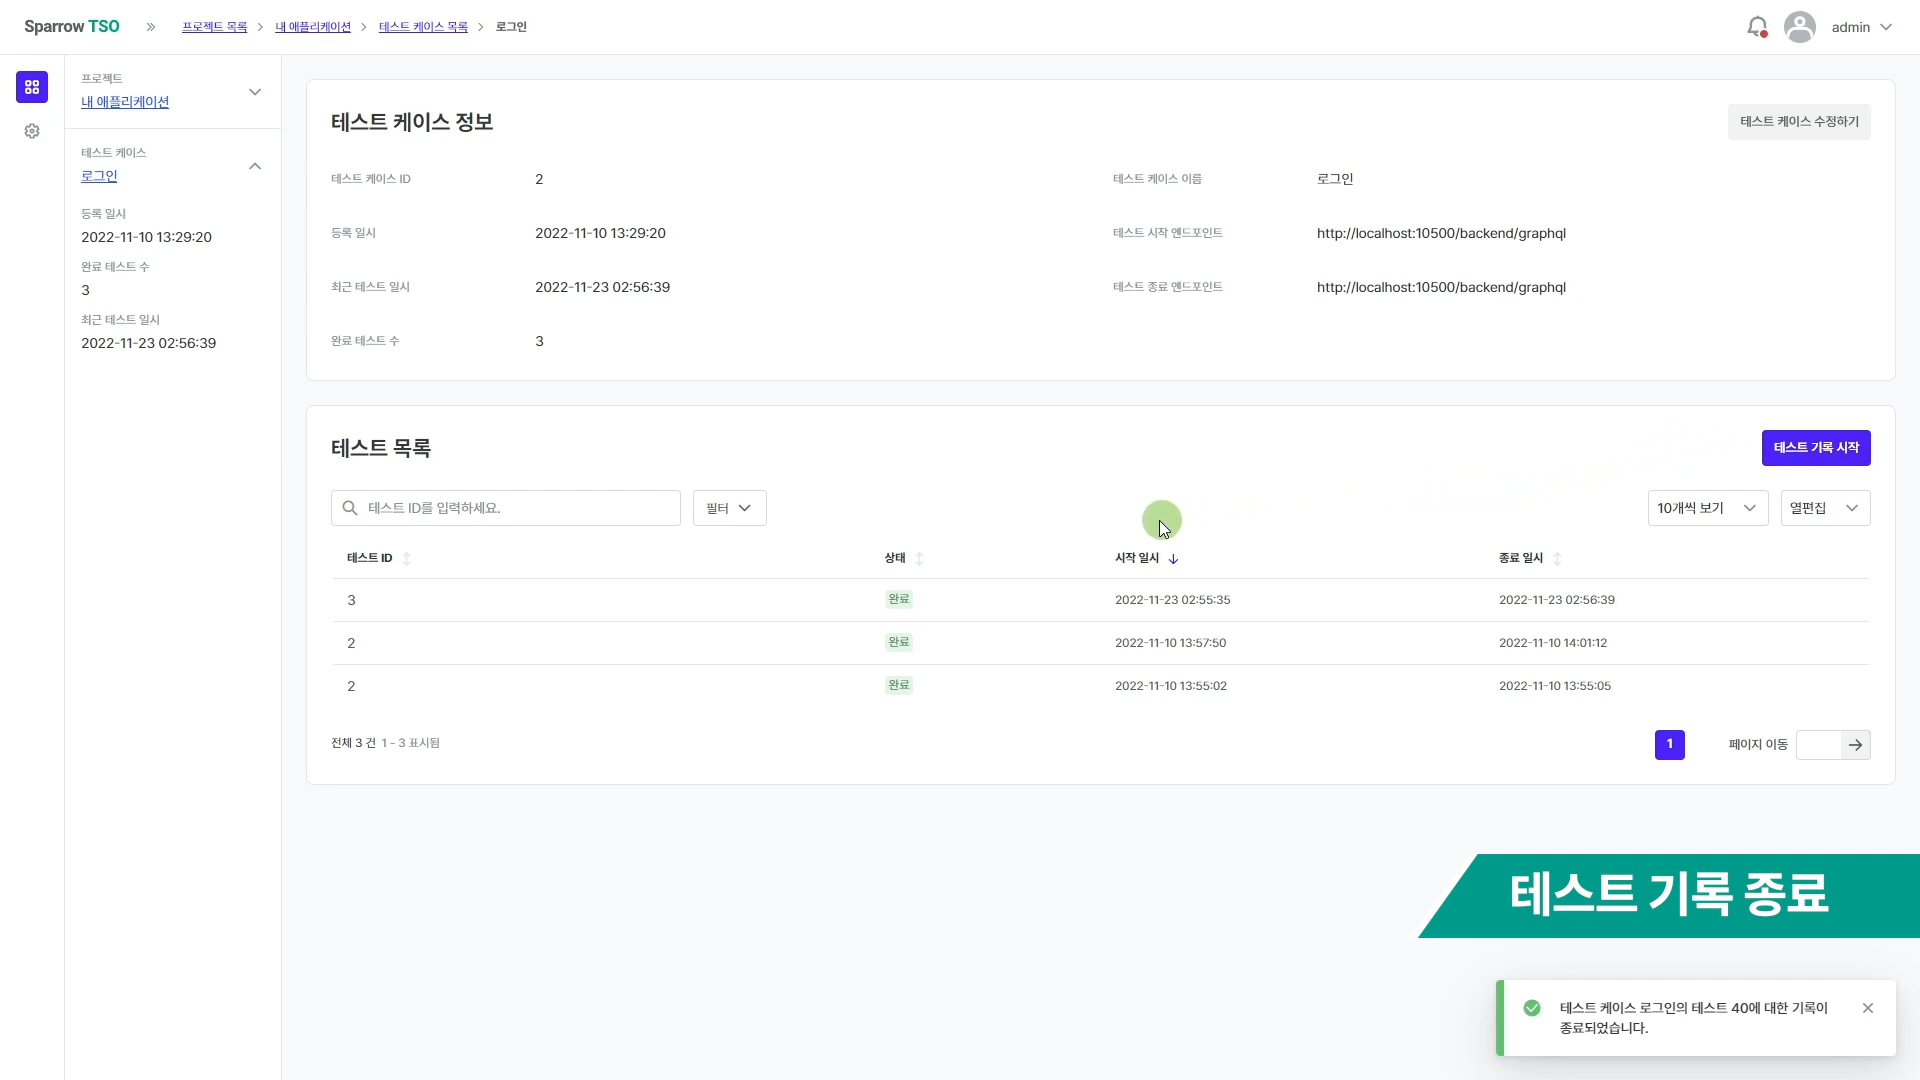 Sparrow TSO
프로젝트 목록
내 애플리케이션
테스트 케이스 목록
로그인
admin
프로젝트
내 애플리케이션
테스트 케이스
로그인
등록 일시
2022-11-10 13:29:20
완료 테스트 수
3
최근 테스트 일시
2022-11-23 02:56:39
테스트 케이스 정보
테스트 케이스 수정하기
테스트 케이스 ID
2
테스트 케이스 이름
로그인
등록 일시
2022-11-10 13:29:20
테스트 시작 엔드포인트
http://localhost:10500/backend/graphql
최근 테스트 일시
2022-11-23 02:56:39
테스트 종료 엔드포인트
http://localhost:10500/backend/graphql
완료 테스트 수
3
테스트 목록
테스트 기록 시작
테스트 ID를 입력하세요.
필터
10개씩 보기
열편집
테스트 ID
상태
시작 일시
종료 일시
3
완료
2022-11-23 02:55:35
2022-11-23 02:56:39
2
완료
2022-11-10 13:57:50
2022-11-10 14:01:12
2
완료
2022-11-10 13:55:02
2022-11-10 13:55:05
전체 3 건 1 - 3 표시됨
1
페이지 이동
테스트 기록 종료
테스트 케이스 로그인의 테스트 40에 대한 기록이
종료되었습니다.